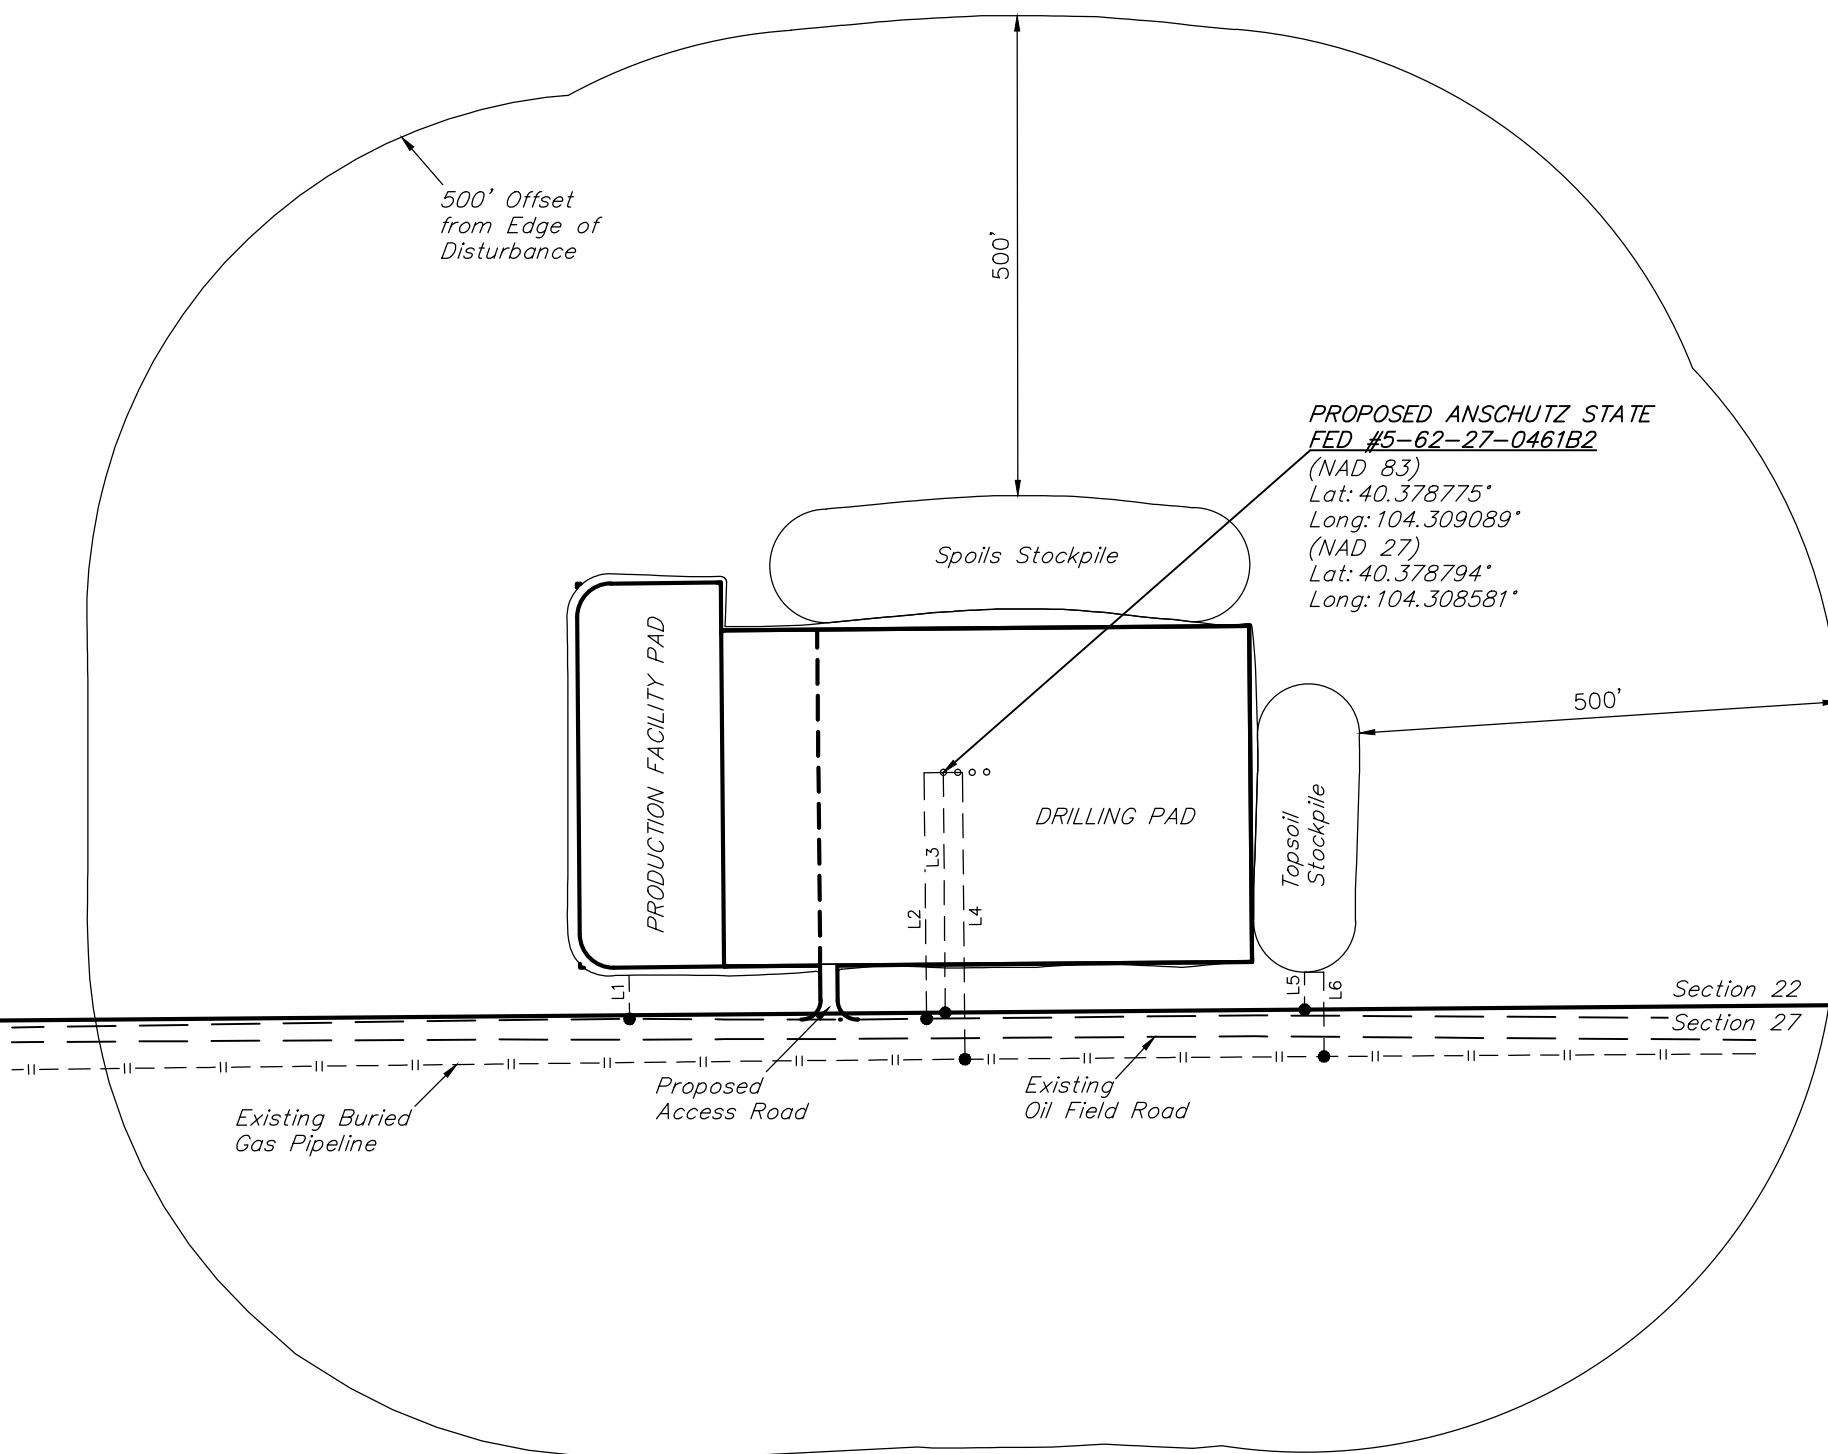 500' Offset
from Edge of
Disturbance
500'
PROPOSED ANSCHUTZ STATE
FED #5-62-27-0461B2
(NAD 83)
Lat: 40.378775°
Long: 104.309089°
(NAD 27)
Lat: 40.378794°
Long: 104.308581°
Spoils Stockpile
500'
PRODUCTION FACILITY PAD
DRILLING PAD
Topsoil
Stockpile
L3
L2
L4
L1
L5
L6
Section 22
Section 27
Proposed
Access Road
Existing
Oil Field Road
Existing Buried
Gas Pipeline